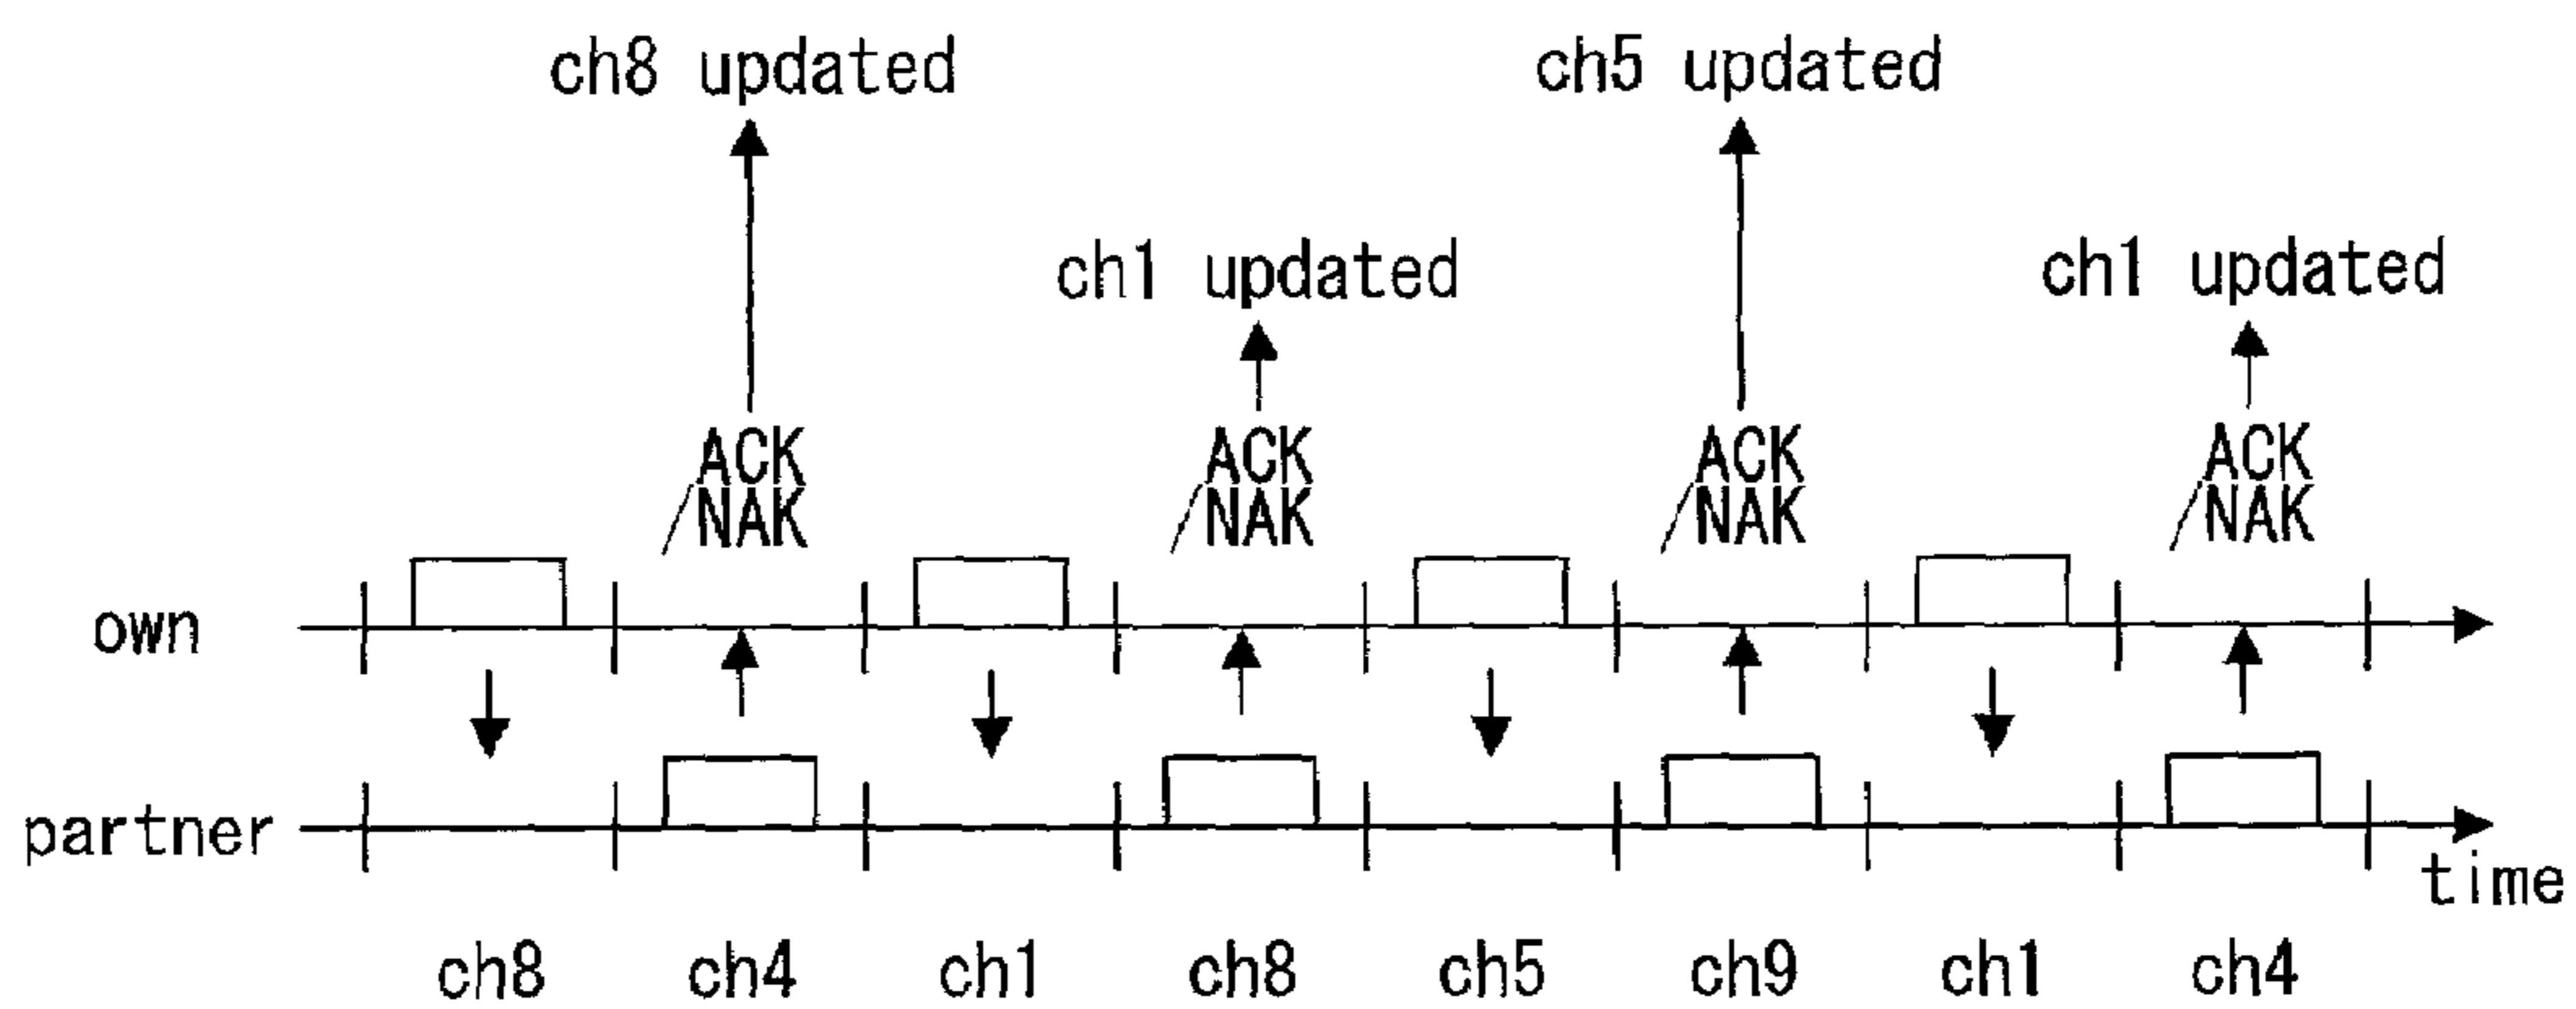 ch8 updated
ch5 updated
ch1 updated
ch1 updated
ACK
/NAK
ACK
/NAK
ACK
/NAK
ACK
/NAK
own
partner
time
ch8 ch4 ch1 ch8 ch5 ch9 ch1 ch4